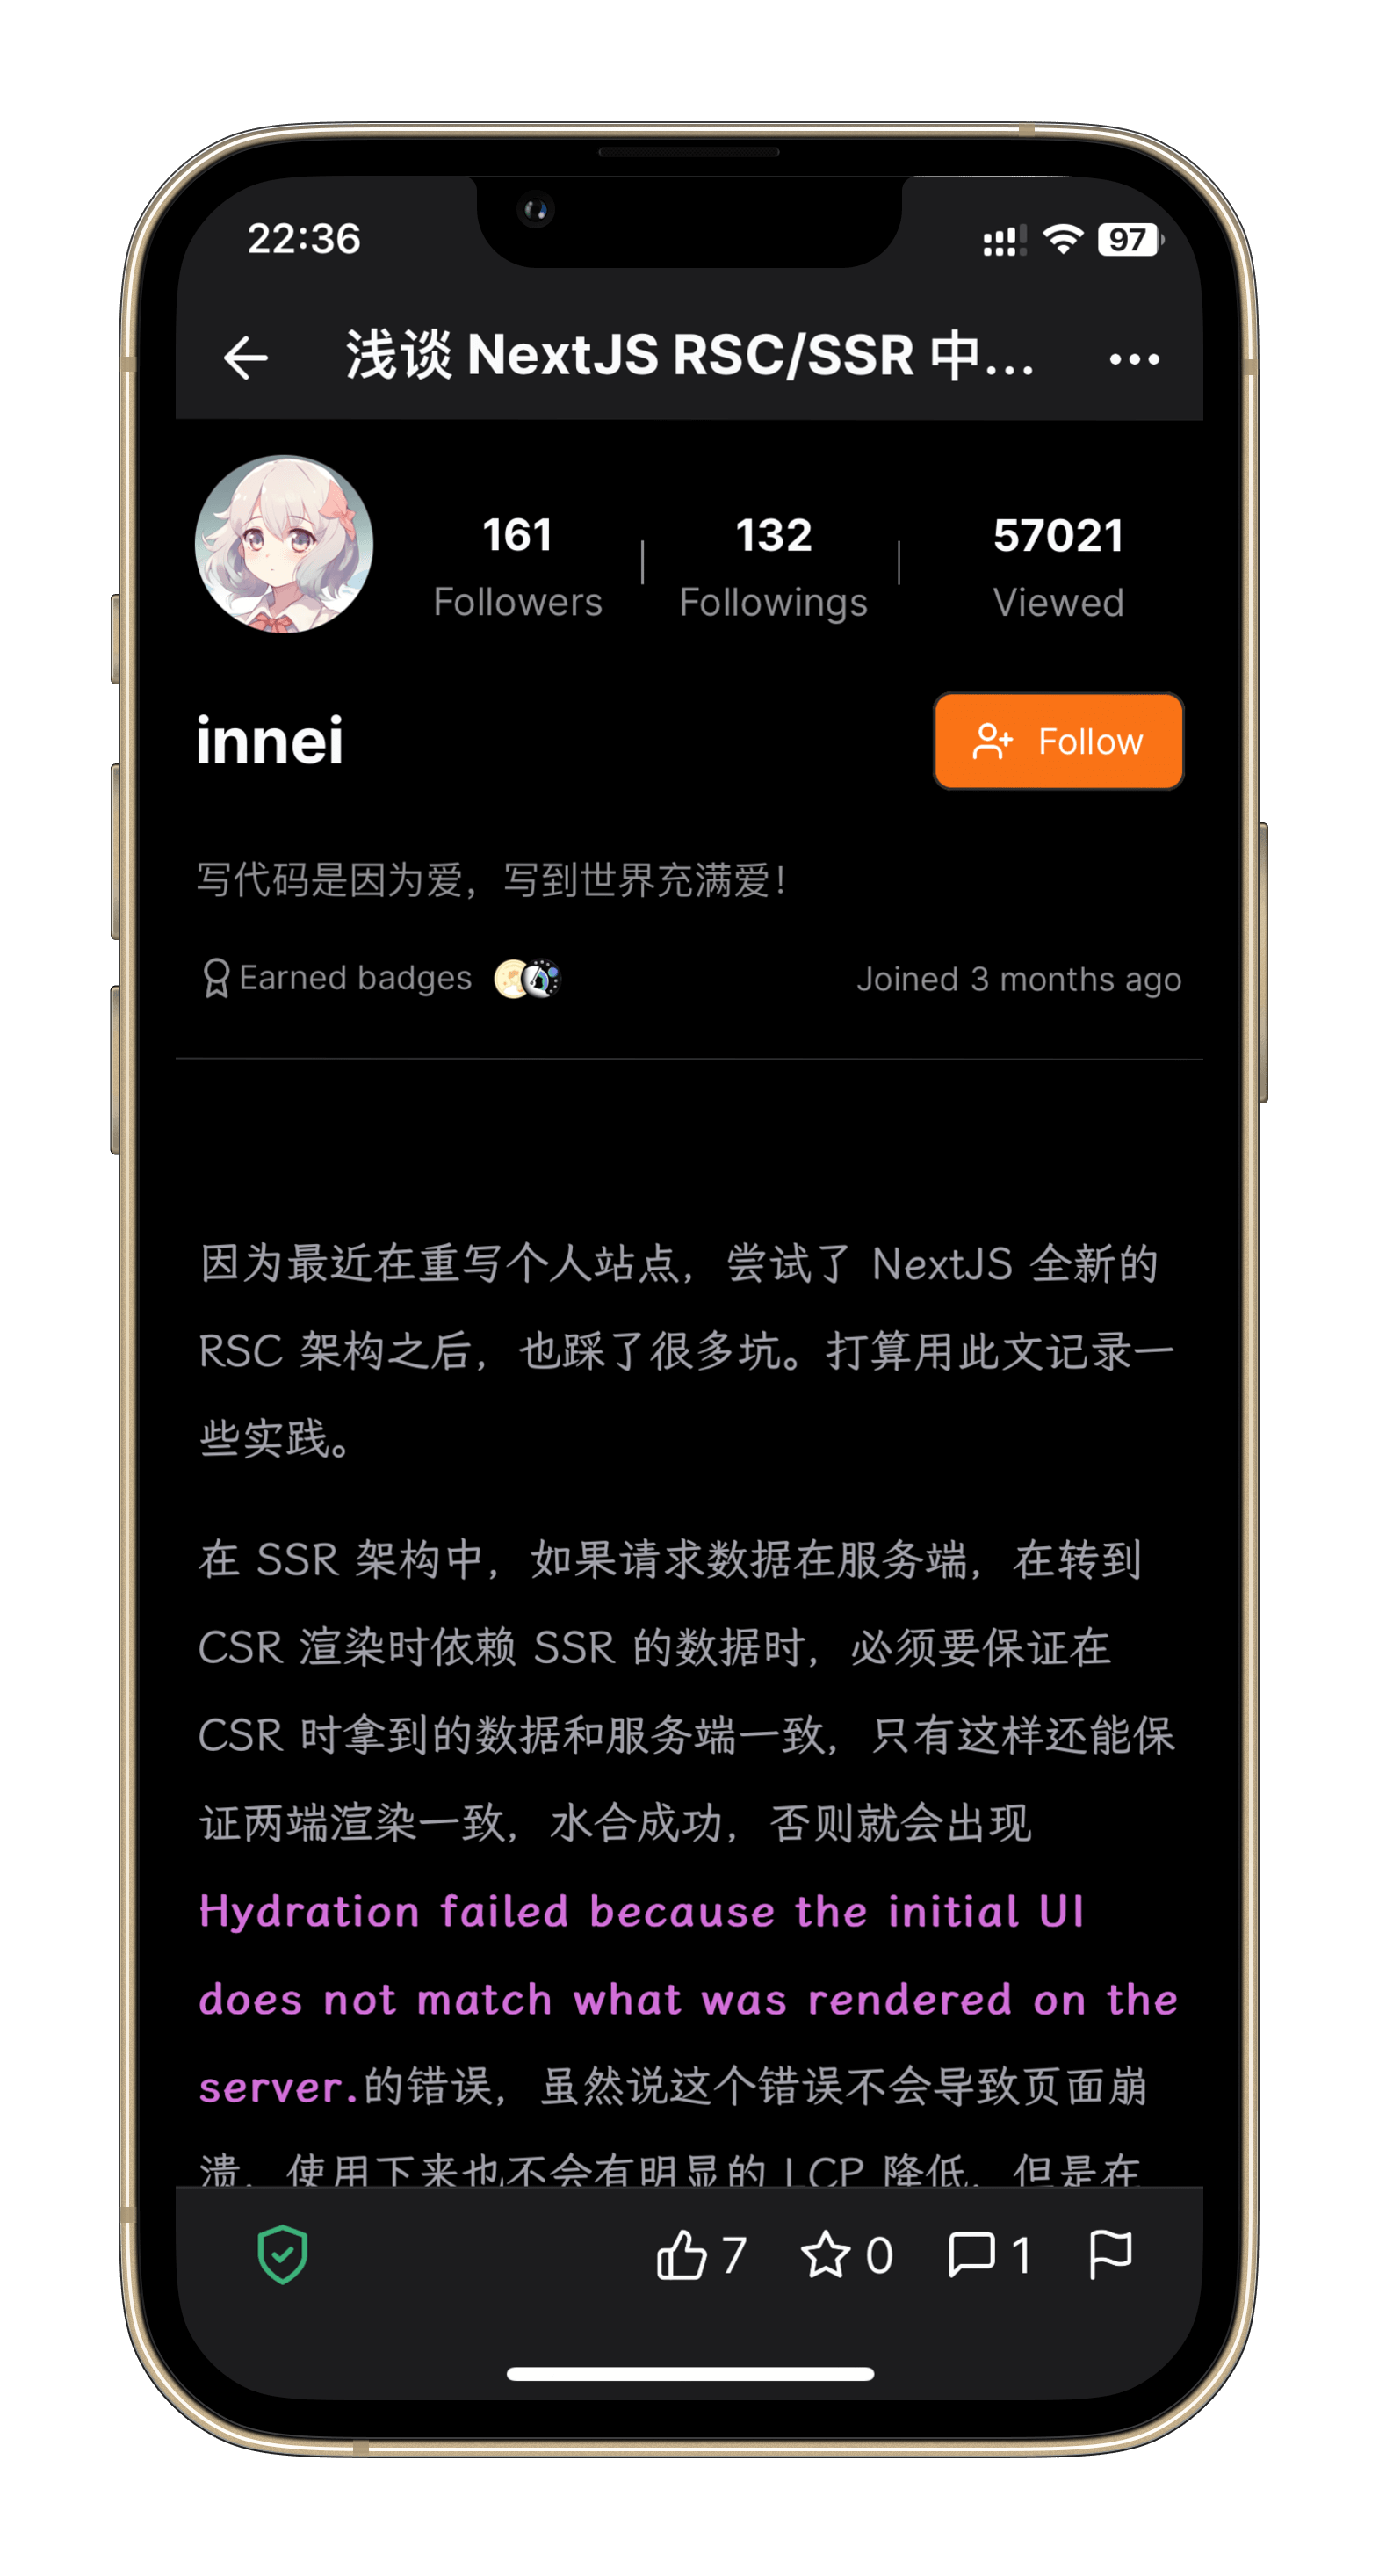 22:36
97
浅谈 NextJS RSC/SSR 中...
161
132
57021
Followers
Followings
Viewed
innei
Follow
写代码是因为爱，写到世界充满爱！
Earned badges
Joined 3 months ago
因为最近在重写个人站点，尝试了 NextJS 全新的
RSC 架构之后，也踩了很多坑。打算用此文记录一
些实践。
在 SSR 架构中，如果请求数据在服务端，在转到
CSR 渲染时依赖 SSR 的数据时，必须要保证在
CSR 时拿到的数据和服务端一致，只有这样还能保
证两端渲染一致，水合成功，否则就会出现
Hydration failed because the initial UI
does not match what was rendered on the
server.的错误，虽然说这个错误不会导致页面崩
溃，使用下来也不会有明显的 LCP 降低，但是在
7
0
1